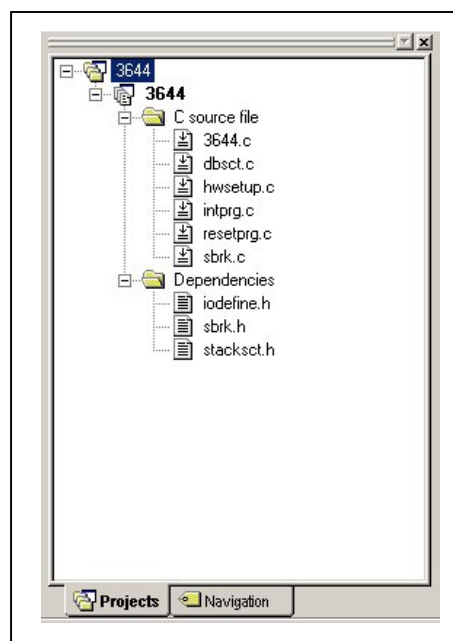 3644
3644
C source file
3644.c
dbsct.c
hwsetup.c
intprg.c
resetprg.c
sbrk.c
Dependencies
iodefine.h
sbrk.h
stacksct.h
Projects
Navigation